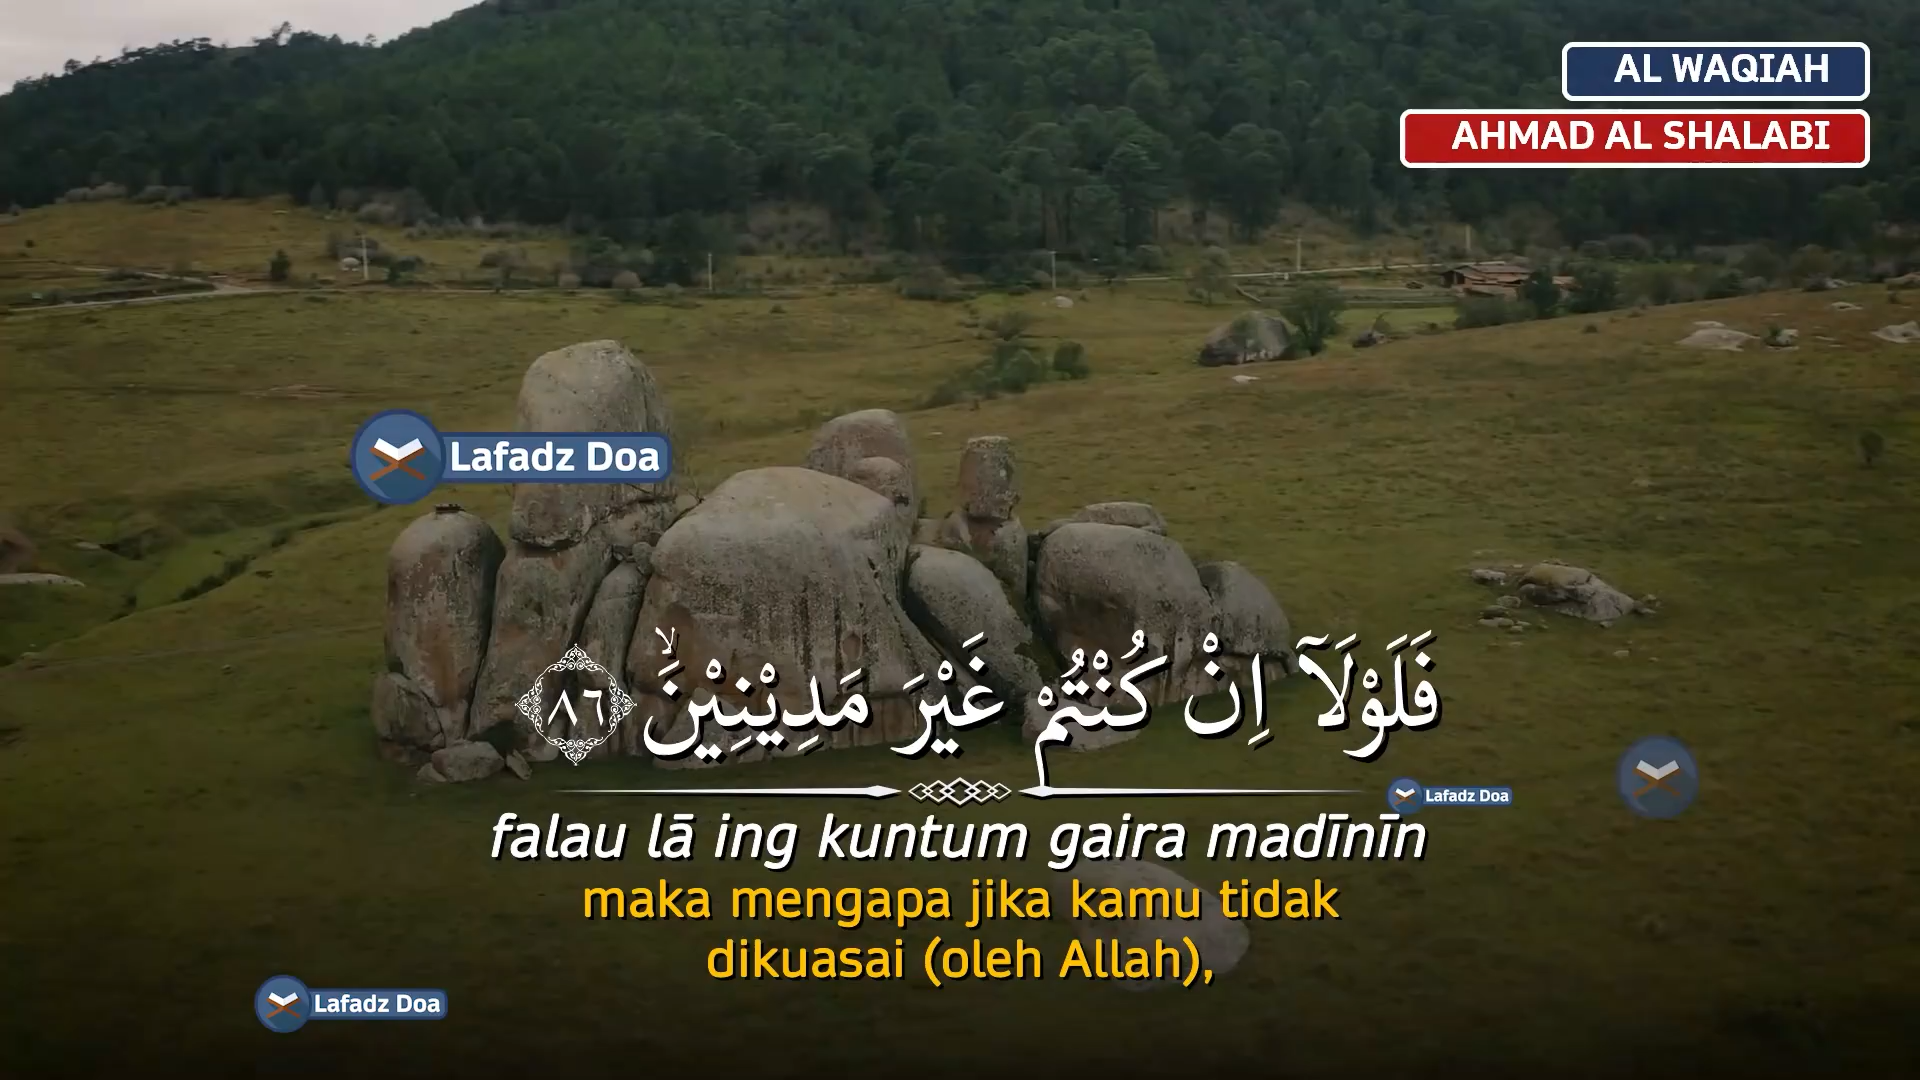 AL WAQIAH
AHMAD AL SHALABI
Lafadz Doa
فَلَوْلَآ اِنْ كُنْتُمْ غَيْرَ مَدِيْنِيْنَۙ ٨٦
Lafadz Doa
falau lā ing kuntum gaira madīnīn
maka mengapa jika kamu tidak
dikuasai (oleh Allah),
Lafadz Doa